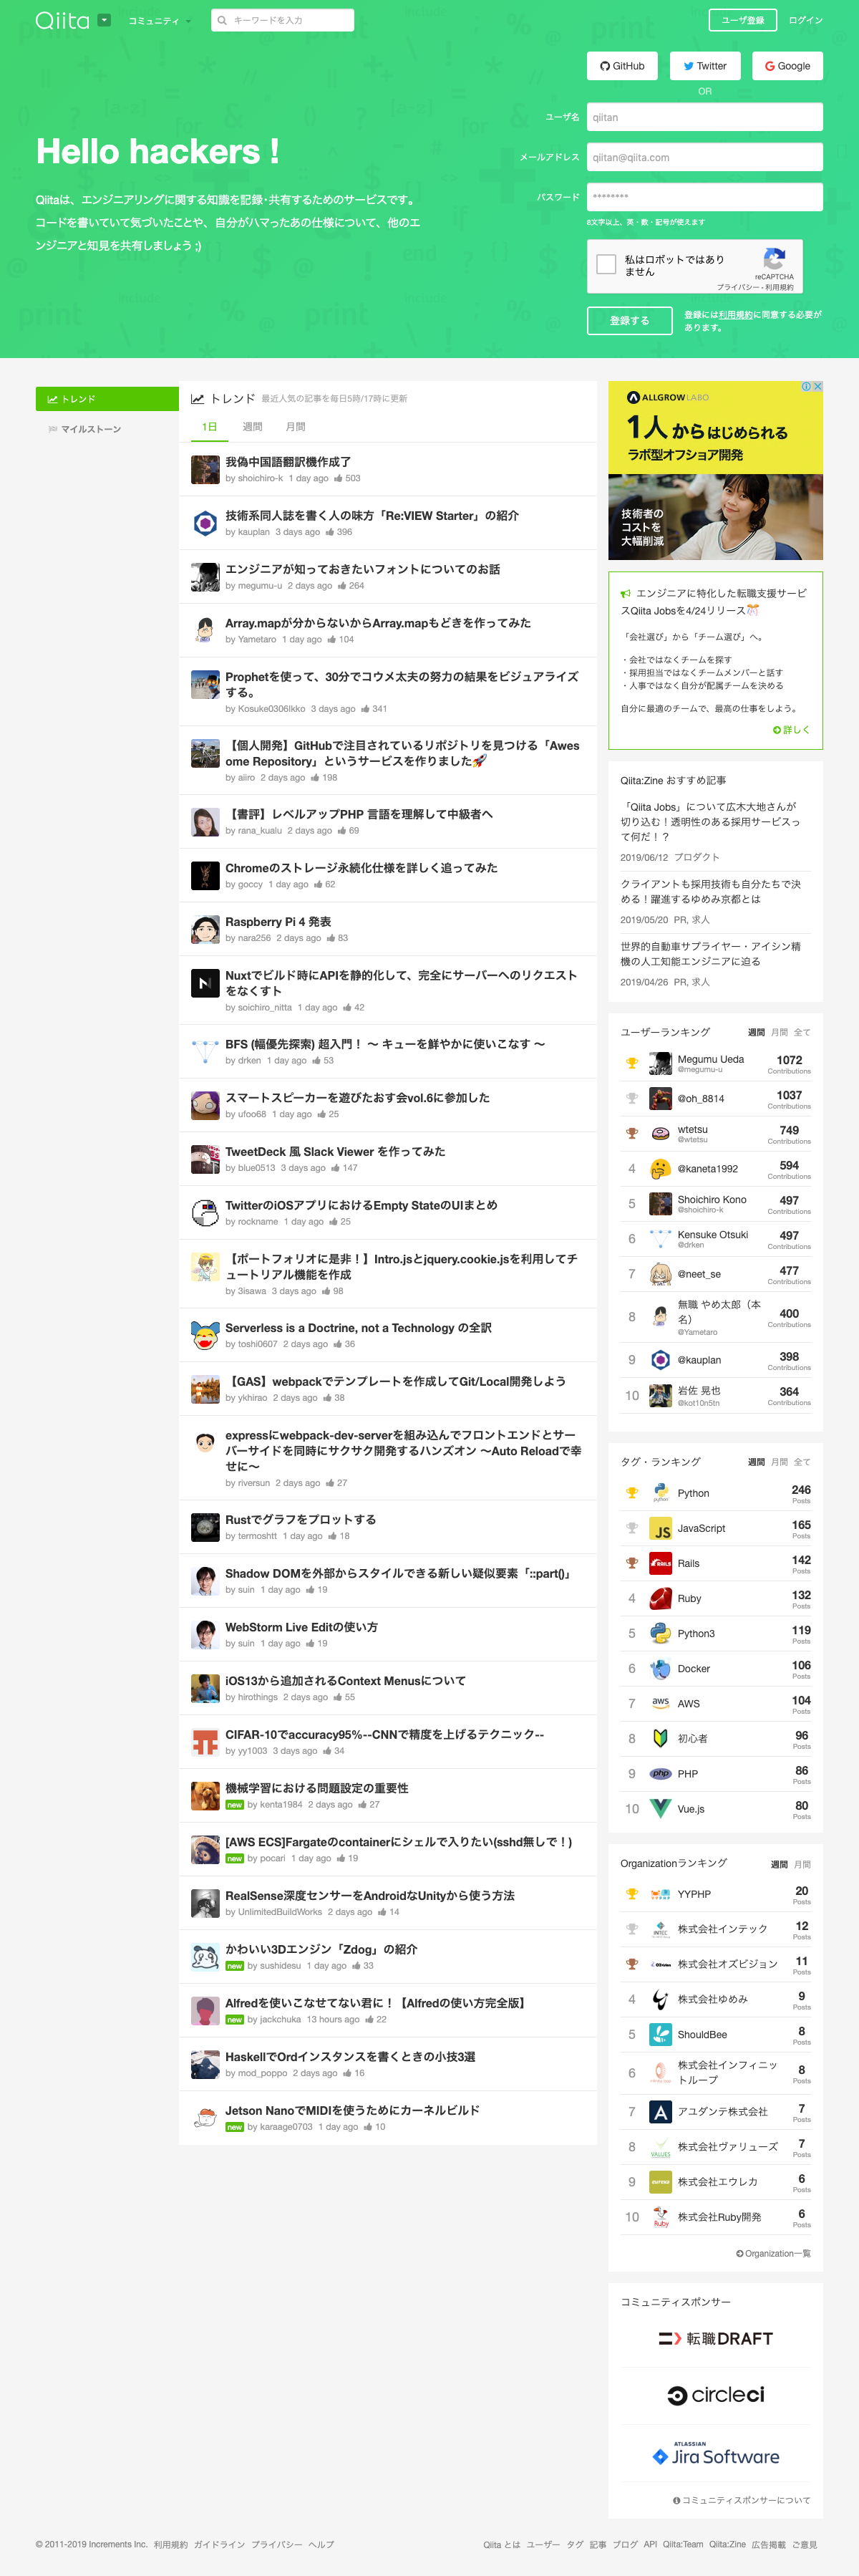 Qiita
コミュニティ
キーワードを入力
ユーザ登録
ログイン
GitHub
Twitter
Google
OR
Hello hackers !
Qiitaは、エンジニアリングに関する知識を記録・共有するためのサービスです。
コードを書いていて気づいたことや、自分がハマったあの仕様について、他のエ
ンジニアと知見を共有しましょう ;)
ユーザ名
qiitan
メールアドレス
qiitan@qiita.com
パスワード
********
8文字以上、英・数・記号が使えます
私はロボットではあり
ません
reCAPTCHA
プライバシー - 利用規約
登録する
登録には利用規約に同意する必要が
あります。
トレンド
マイルストーン
トレンド 最近人気の記事を毎日5時/17時に更新
1日 週間 月間
我偽中国語翻訳機作成了
by shoichiro-k 1 day ago 503
技術系同人誌を書く人の味方「Re:VIEW Starter」の紹介
by kauplan 3 days ago 396
エンジニアが知っておきたいフォントについてのお話
by megumu-u 2 days ago 264
Array.mapが分からないからArray.mapもどきを作ってみた
by Yametaro 1 day ago 104
Prophetを使って、30分でコウメ太夫の努力の結果をビジュアライズ
する。
by Kosuke0306Ikko 3 days ago 341
【個人開発】GitHubで注目されているリポジトリを見つける「Awes
ome Repository」というサービスを作りました🚀
by aiiro 2 days ago 198
【書評】レベルアップPHP 言語を理解して中級者へ
by rana_kualu 2 days ago 69
Chromeのストレージ永続化仕様を詳しく追ってみた
by goccy 1 day ago 62
Raspberry Pi 4 発表
by nara256 2 days ago 83
Nuxtでビルド時にAPIを静的化して、完全にサーバーへのリクエスト
をなくすト
by soichiro_nitta 1 day ago 42
BFS (幅優先探索) 超入門！ 〜 キューを鮮やかに使いこなす 〜
by drken 1 day ago 53
スマートスピーカーを遊びたおす会vol.6に参加した
by ufoo68 1 day ago 25
TweetDeck 風 Slack Viewer を作ってみた
by blue0513 3 days ago 147
TwitterのiOSアプリにおけるEmpty StateのUIまとめ
by rockname 1 day ago 25
【ポートフォリオに是非！】Intro.jsとjquery.cookie.jsを利用してチ
ュートリアル機能を作成
by 3isawa 3 days ago 98
Serverless is a Doctrine, not a Technology の全訳
by toshi0607 2 days ago 36
【GAS】webpackでテンプレートを作成してGit/Local開発しよう
by ykhirao 2 days ago 38
expressにwebpack-dev-serverを組み込んでフロントエンドとサー
バーサイドを同時にサクサク開発するハンズオン 〜Auto Reloadで幸
せに〜
by riversun 2 days ago 27
Rustでグラフをプロットする
by termoshtt 1 day ago 18
Shadow DOMを外部からスタイルできる新しい疑似要素「::part()」
by suin 1 day ago 19
WebStorm Live Editの使い方
by suin 1 day ago 19
iOS13から追加されるContext Menusについて
by hirothings 2 days ago 55
CIFAR-10でaccuracy95%--CNNで精度を上げるテクニック--
by yy1003 3 days ago 34
機械学習における問題設定の重要性
new by kenta1984 2 days ago 27
[AWS ECS]Fargateのcontainerにシェルで入りたい(sshd無しで！)
new by pocari 1 day ago 19
RealSense深度センサーをAndroidなUnityから使う方法
by UnlimitedBuildWorks 2 days ago 14
かわいい3Dエンジン「Zdog」の紹介
new by sushidesu 1 day ago 33
Alfredを使いこなせてない君に！【Alfredの使い方完全版】
new by jackchuka 13 hours ago 22
HaskellでOrdインスタンスを書くときの小技3選
by mod_poppo 2 days ago 16
Jetson NanoでMIDIを使うためにカーネルビルド
new by karaage0703 1 day ago 10
ALLGROW LABO
1人 からはじめられる
ラボ型オフショア開発
技術者の
コストを
大幅削減
エンジニアに特化した転職支援サービ
スQiita Jobsを4/24リリース🎊
「会社選び」から「チーム選び」へ。
・会社ではなくチームを探す
・採用担当ではなくチームメンバーと話す
・人事ではなく自分が配属チームを決める
自分に最適のチームで、最高の仕事をしよう。
詳しく
Qiita:Zine おすすめ記事
「Qiita Jobs」について広木大地さんが
切り込む！透明性のある採用サービスっ
て何だ！？
2019/06/12 プロダクト
クライアントも採用技術も自分たちで決
める！躍進するゆめみ京都とは
2019/05/20 PR, 求人
世界的自動車サプライヤー・アイシン精
機の人工知能エンジニアに迫る
2019/04/26 PR, 求人
ユーザーランキング 週間 月間 全て
Megumu Ueda
@megumu-u
1072
Contributions
@oh_8814
1037
Contributions
wtetsu
@wtetsu
749
Contributions
4 @kaneta1992
594
Contributions
5 Shoichiro Kono
@shoichiro-k
497
Contributions
6 Kensuke Otsuki
@drken
497
Contributions
7 @neet_se
477
Contributions
8 無職 やめ太郎（本
名）
@Yametaro
400
Contributions
9 @kauplan
398
Contributions
10 岩佐 晃也
@kot10n5tn
364
Contributions
タグ・ランキング 週間 月間 全て
Python
246
Posts
JavaScript
165
Posts
Rails
142
Posts
4 Ruby
132
Posts
5 Python3
119
Posts
6 Docker
106
Posts
7 AWS
104
Posts
8 初心者
96
Posts
9 PHP
86
Posts
10 Vue.js
80
Posts
Organizationランキング 週間 月間
YYPHP
20
Posts
株式会社インテック
12
Posts
株式会社オズビジョン
11
Posts
4 株式会社ゆめみ
9
Posts
5 ShouldBee
8
Posts
6 株式会社インフィニッ
トループ
8
Posts
7 アユダンテ株式会社
7
Posts
8 株式会社ヴァリューズ
7
Posts
9 株式会社エウレカ
6
Posts
10 株式会社Ruby開発
6
Posts
Organization一覧
コミュニティスポンサー
転職DRAFT
circleci
ATLASSIAN
Jira Software
コミュニティスポンサーについて
© 2011-2019 Increments Inc. 利用規約 ガイドライン プライバシー ヘルプ
Qiita とは ユーザー タグ 記事 ブログ API Qiita:Team Qiita:Zine 広告掲載 ご意見